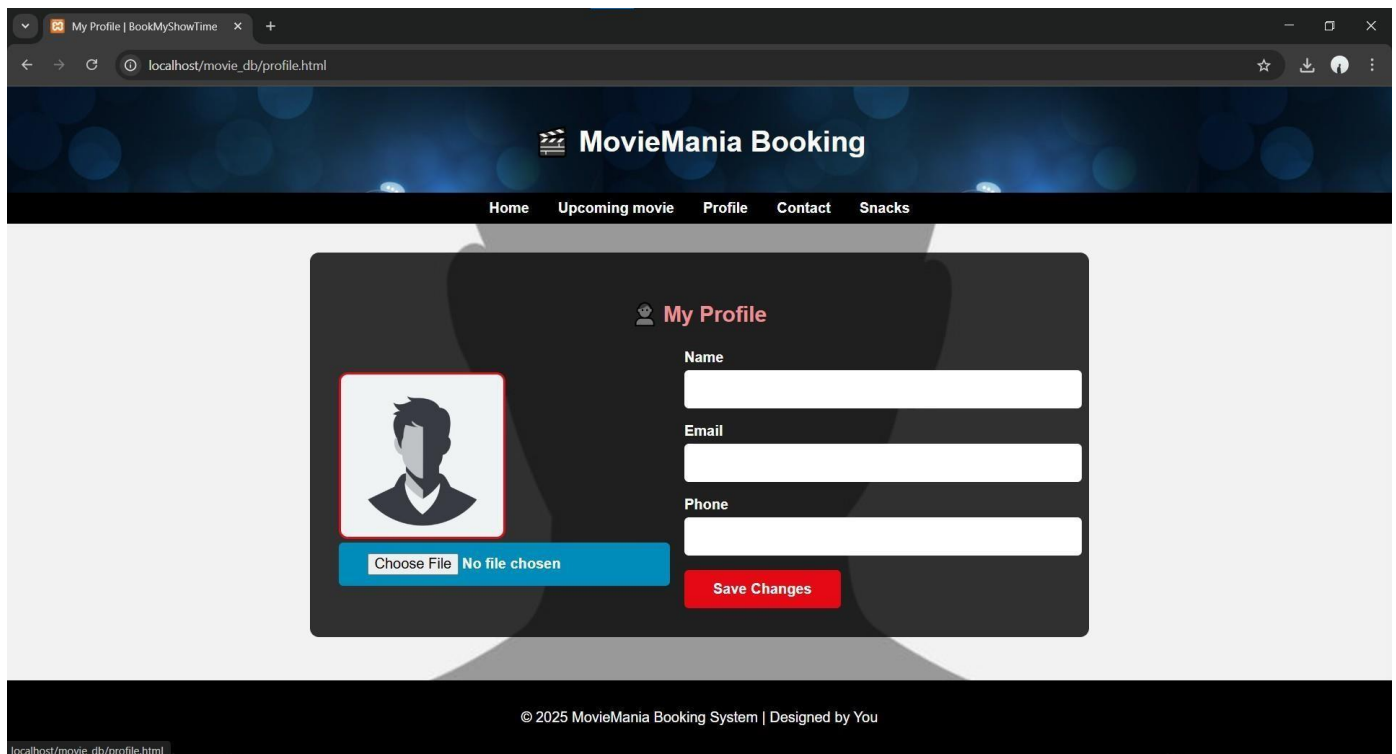 My Profile | BookMyShowTime
localhost/movie_db/profile.html
MovieMania Booking
Home Upcoming movie Profile Contact Snacks
My Profile
Name
Email
Phone
Choose File No file chosen
Save Changes
© 2025 MovieMania Booking System | Designed by You
localhost/movie_db/profile.html